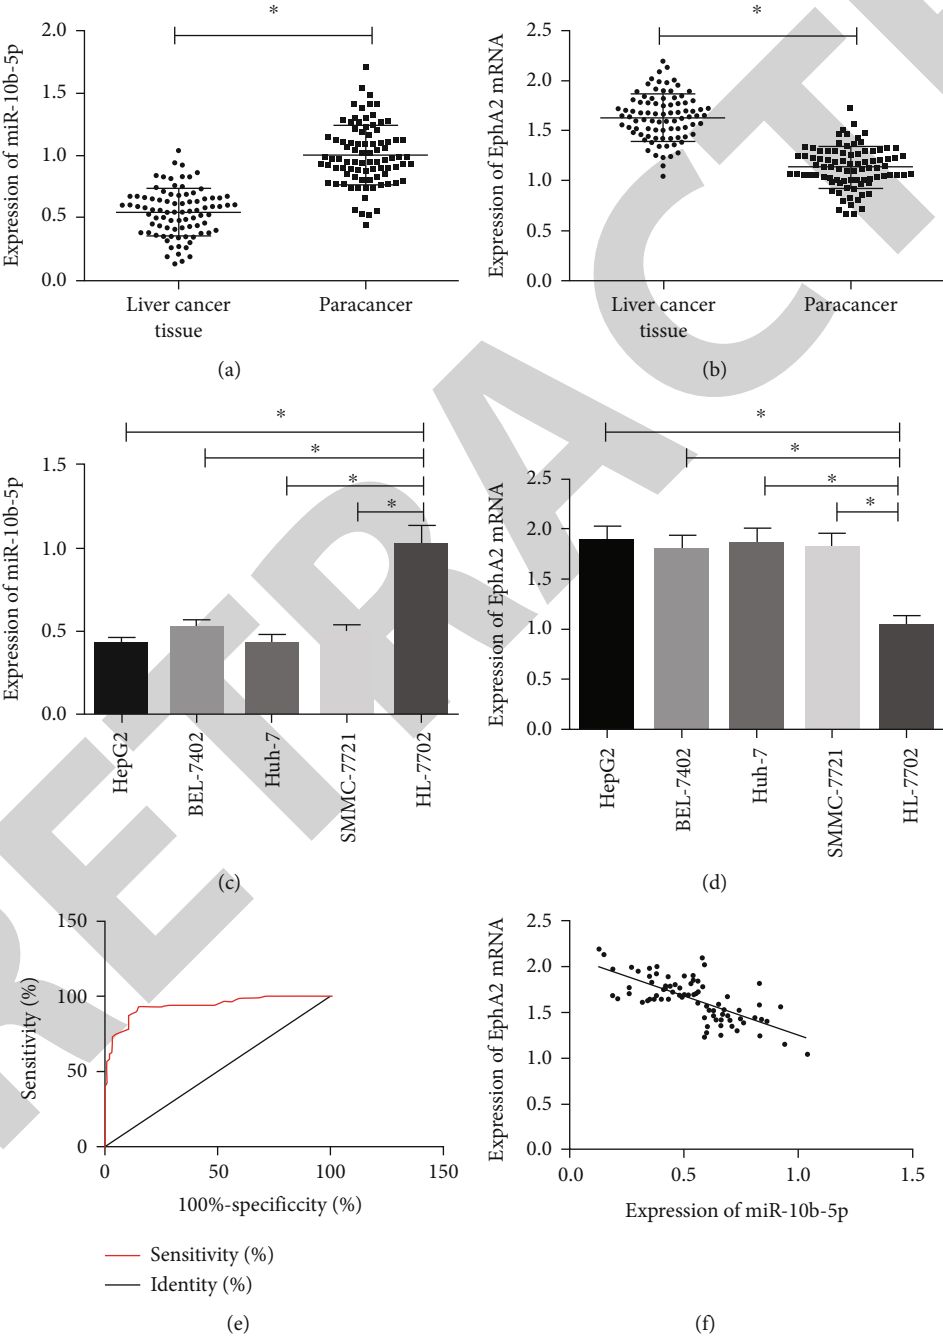 *
2.0
1.5
1.0
0.5
0.0
Expression of miR-10b-5p
Liver cancer
tissue
Paracancer
(a)
*
2.5
2.0
1.5
1.0
0.5
0.0
Expression of EphA2 mRNA
Liver cancer
tissue
Paracancer
(b)
*
*
*
*
1.5
1.0
0.5
0.0
Expression of miR-10b-5p
HepG2
BEL-7402
Huh-7
SMMC-7721
HL-7702
(c)
*
*
*
*
2.5
2.0
1.5
1.0
0.5
0.0
Expression of EphA2 mRNA
HepG2
BEL-7402
Huh-7
SMMC-7721
HL-7702
(d)
150
100
50
0
Sensitivity (%)
0
50
100
150
100%-specificcity (%)
Sensitivity (%)
Identity (%)
(e)
2.5
2.0
1.5
1.0
0.5
0.0
Expression of EphA2 mRNA
0.0
0.5
1.0
1.5
Expression of miR-10b-5p
(f)